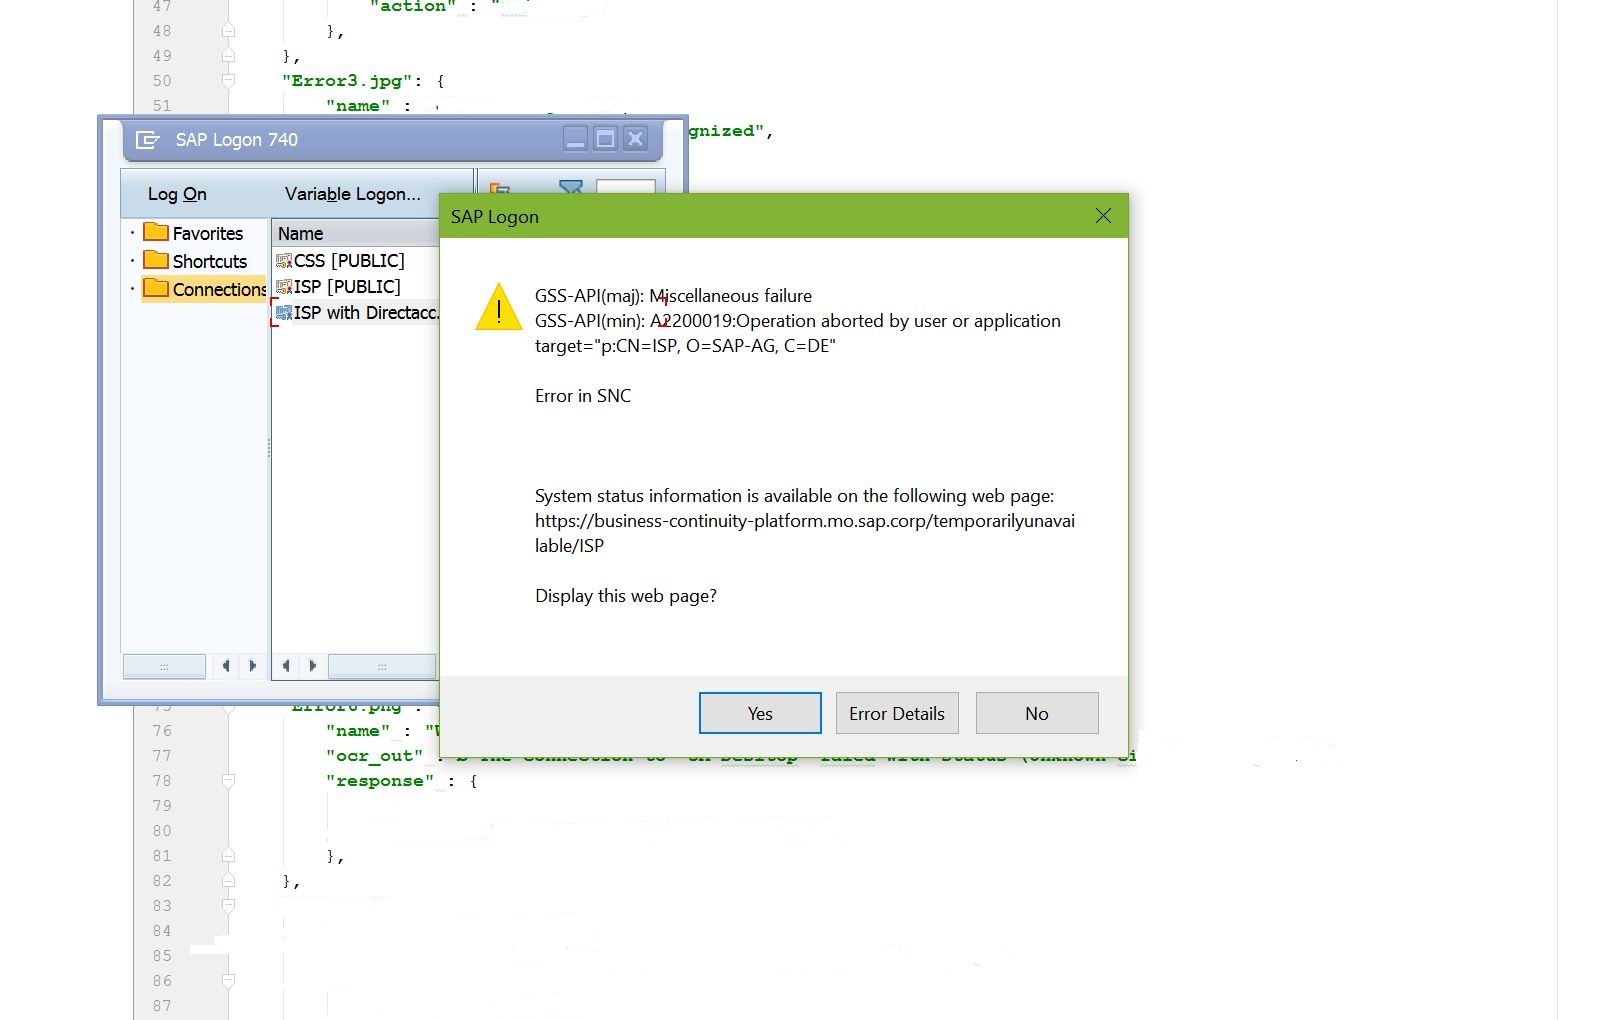 47 "action" : "
48 },
49 },
50 "Error3.jpg": {
51 "name" :
gnized",
SAP Logon 740
Log On Variable Logon...
Favorites
Shortcuts
Connections
Name
CSS [PUBLIC]
ISP [PUBLIC]
ISP with Directacc.
SAP Logon
GSS-API(maj): Miscellaneous failure
GSS-API(min): A2200019:Operation aborted by user or application
target="p:CN=ISP, O=SAP-AG, C=DE"
Error in SNC
System status information is available on the following web page:
https://business-continuity-platform.mo.sap.corp/temporarilyunavai
lable/ISP
Display this web page?
Yes Error Details No
76 "name" : "
77 "ocr_out"
78 "response" : {
79
80
81 },
82 },
83
84
85
86
87